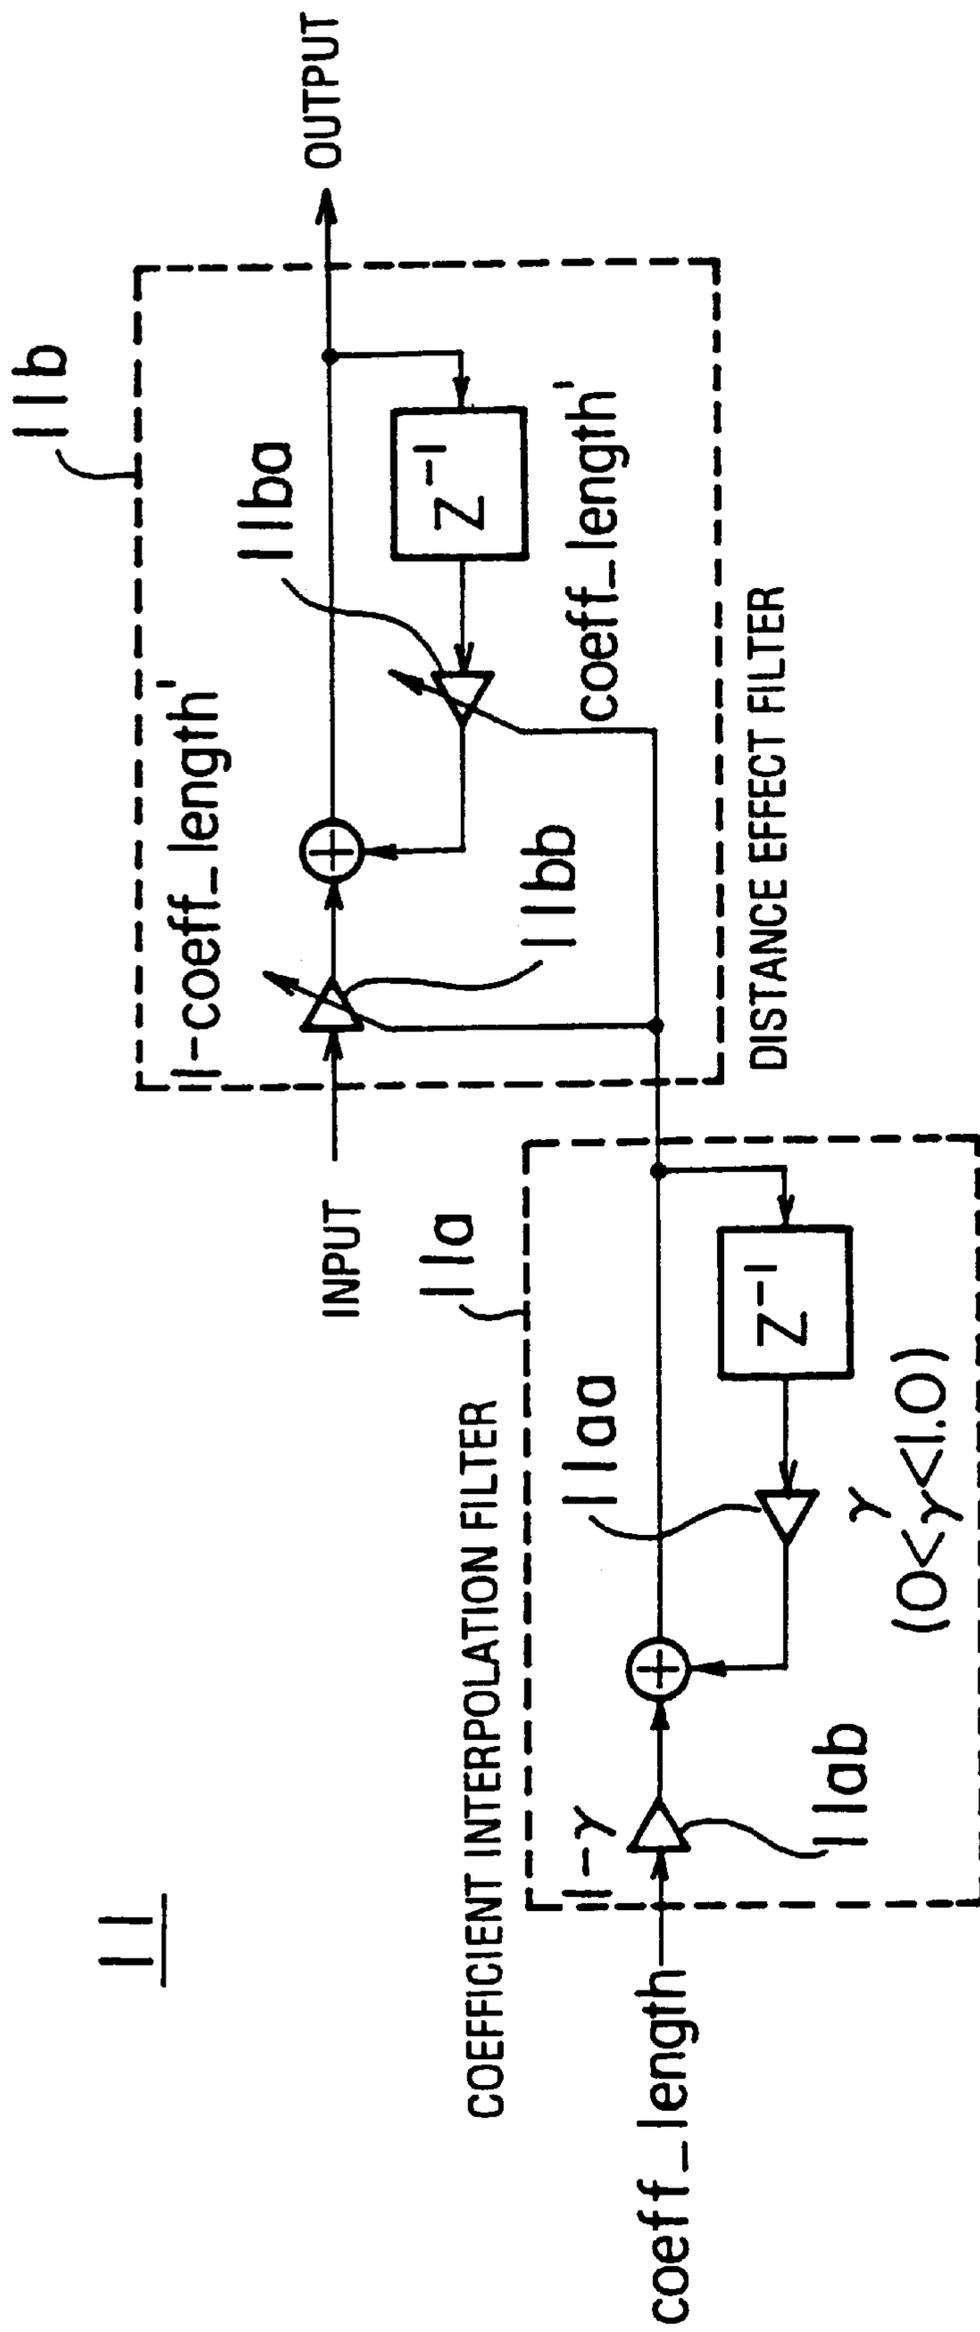 11
11b
1-coeff_length'
11ba
OUTPUT
Z⁻¹
coeff_length'
11bb
INPUT
DISTANCE EFFECT FILTER
11a
COEFFICIENT INTERPOLATION FILTER
1-γ
11aa
Z⁻¹
coeff_length
11ab
γ
(0<γ<1.0)